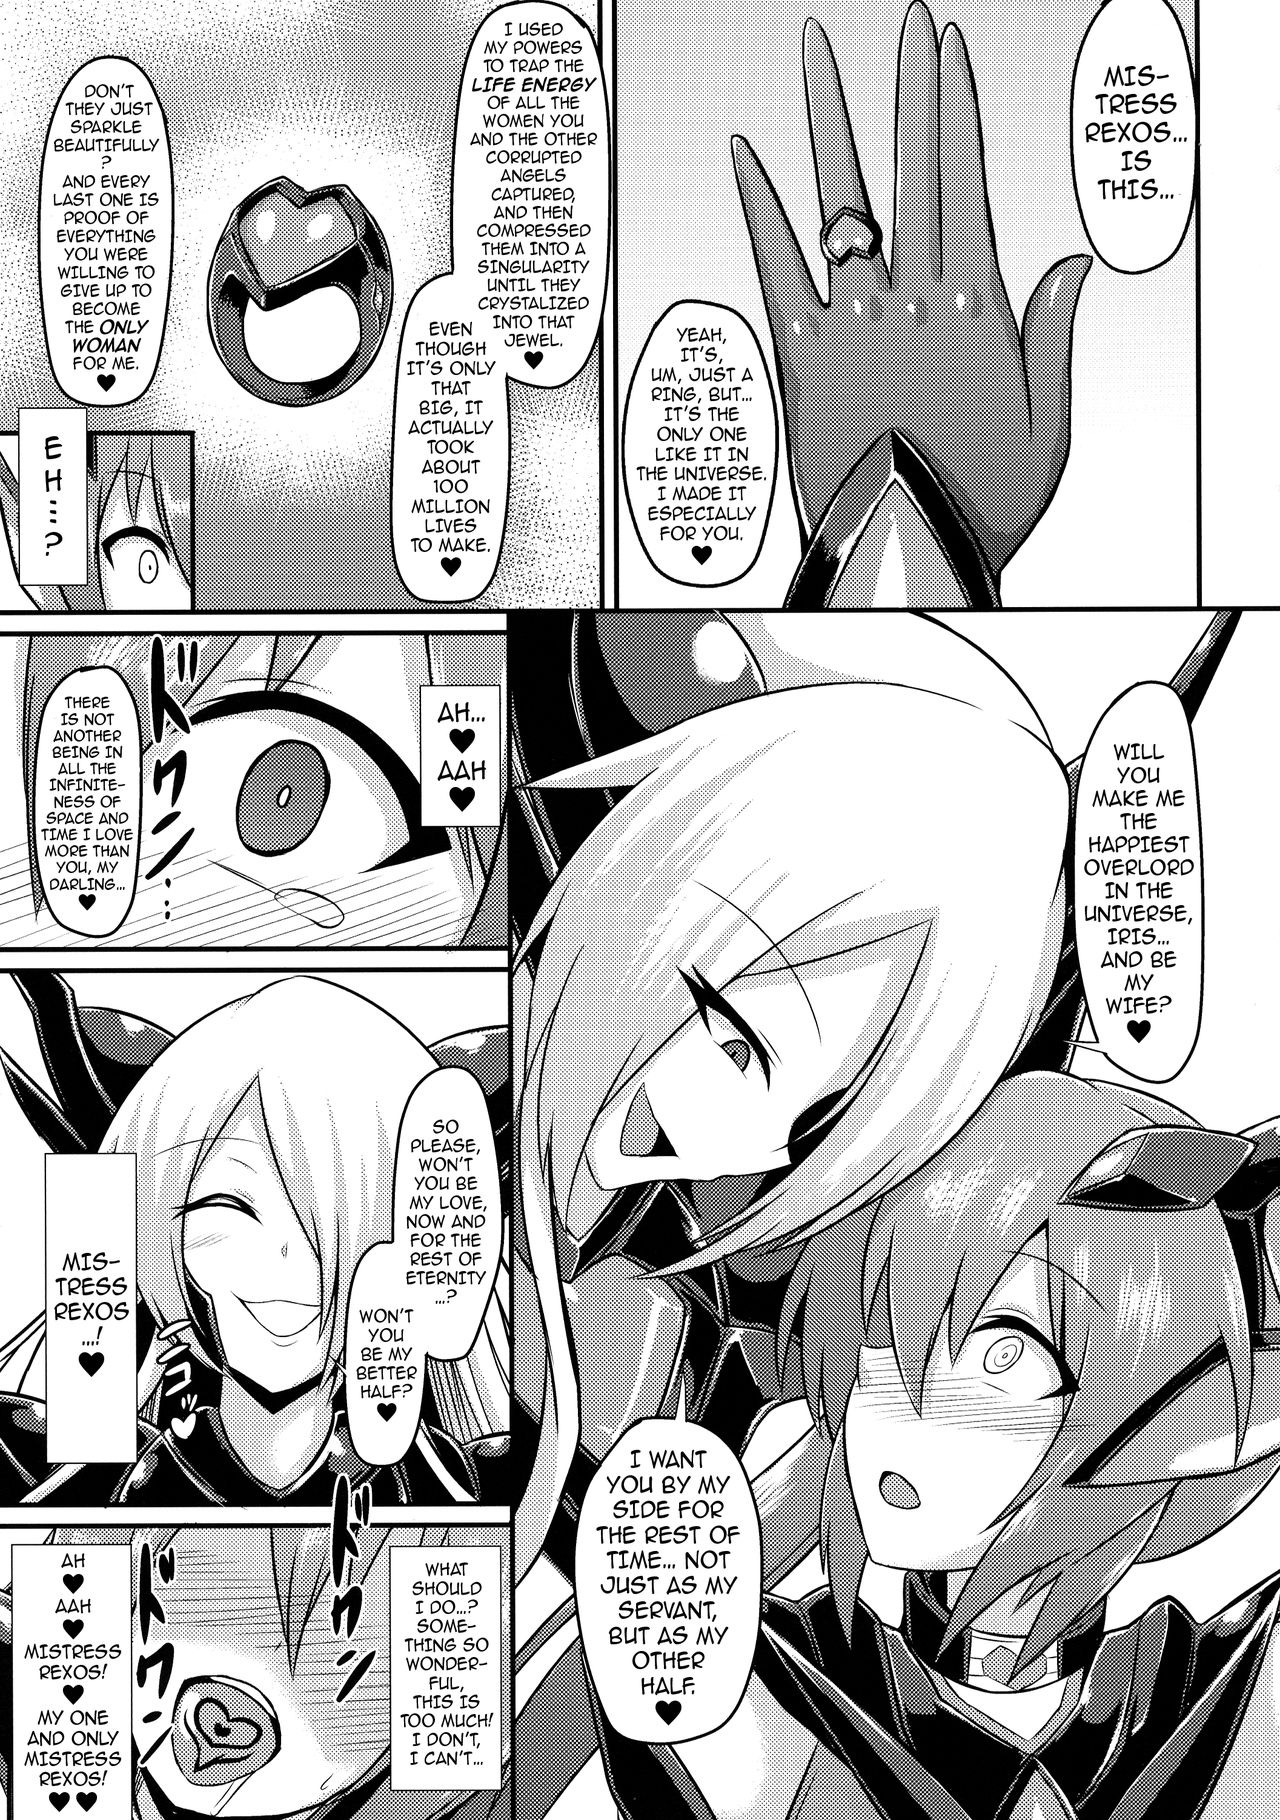 MIS-
TRESS
REXOS...
IS
THIS...
YEAH,
IT'S,
UM, JUST A
RING, BUT...
IT'S THE
ONLY ONE
LIKE IT IN
THE UNIVERSE.
I MADE IT
ESPECIALLY
FOR YOU.
♥
I USED
MY POWERS
TO TRAP THE
LIFE ENERGY
OF ALL THE
WOMEN YOU
AND THE OTHER
CORRUPTED
ANGELS
CAPTURED,
AND THEN
COMPRESSED
THEM INTO A
SINGULARITY
UNTIL THEY
CRYSTALIZED
INTO THAT
JEWEL.
♥
EVEN
THOUGH
IT'S ONLY
THAT
BIG, IT
ACTUALLY
TOOK
ABOUT
100
MILLION
LIVES
TO MAKE.
♥
DON'T
THEY JUST
SPARKLE
BEAUTIFULLY
?
AND EVERY
LAST ONE IS
PROOF OF
EVERYTHING
YOU WERE
WILLING TO
GIVE UP TO
BECOME
THE ONLY
WOMAN
FOR ME.
♥
EH...?
WILL
YOU
MAKE ME
THE
HAPPIEST
OVERLORD
IN THE
UNIVERSE,
IRIS...
AND BE
MY
WIFE?
♥
I WANT
YOU BY MY
SIDE FOR
THE REST OF
TIME... NOT
JUST AS MY
SERVANT,
BUT AS MY
OTHER
HALF.
♥
AH...
♥
AAH
♥
ドクン...
THERE
IS NOT
ANOTHER
BEING IN
ALL THE
INFINITE-
NESS OF
SPACE AND
TIME I LOVE
MORE THAN
YOU, MY
DARLING...
♥
SO
PLEASE,
WON'T
YOU BE
MY LOVE,
NOW AND
FOR THE
REST OF
ETERNITY
...?
WON'T
YOU
BE MY
BETTER
HALF?
♥
ニコ♥
MIS-
TRESS
REXOS
...!
♥
WHAT
SHOULD
I DO...?
SOME-
THING SO
WONDER-
FUL,
THIS IS
TOO MUCH!
I DON'T,
I CAN'T...
ドクン
ドクン
AH
♥
AAH
♥
MISTRESS
REXOS!
♥
MY ONE
AND ONLY
MISTRESS
REXOS!
♥♥